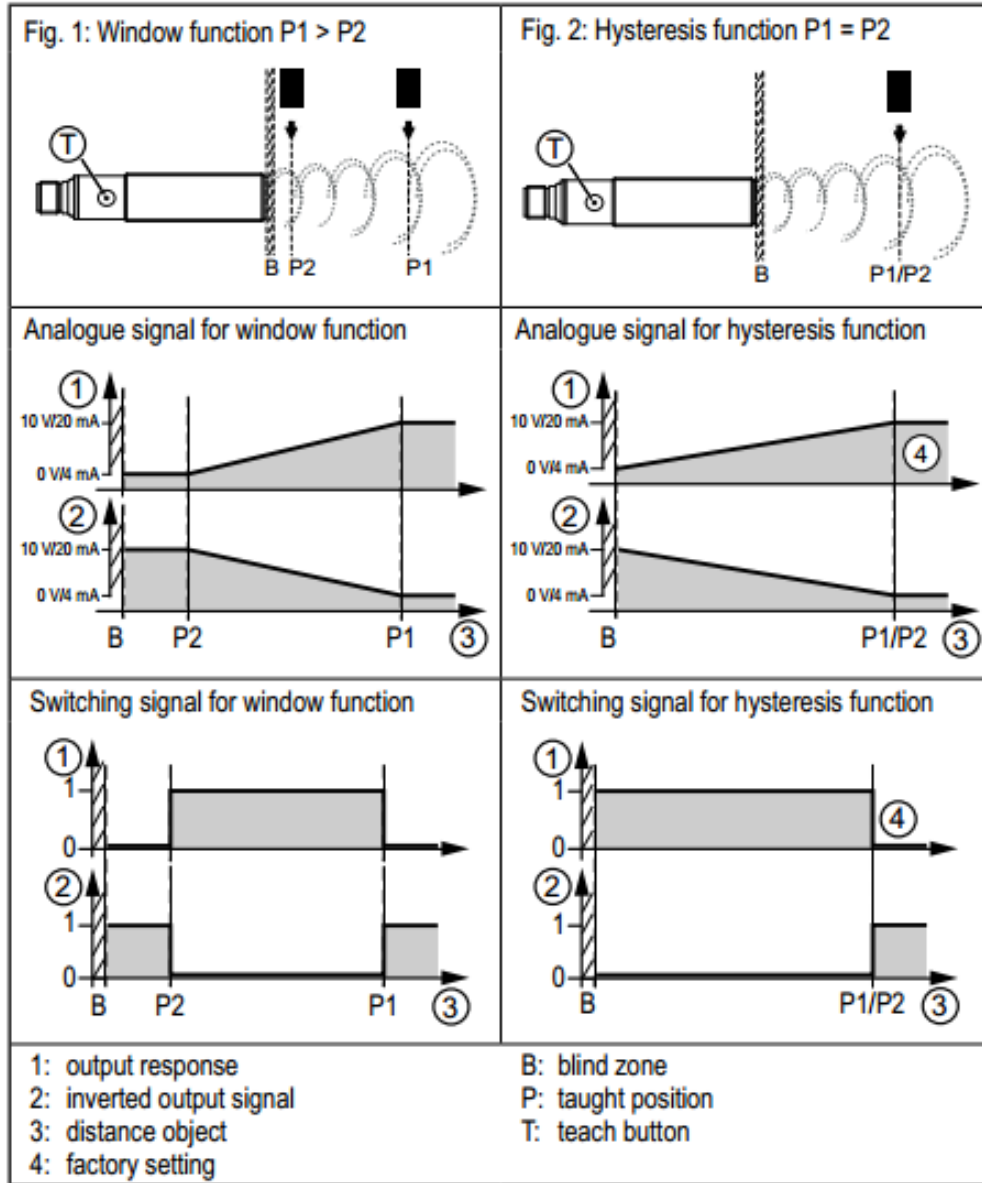 Fig. 1: Window function P1 > P2
T
B P2 P1
Fig. 2: Hysteresis function P1 = P2
T
B P1/P2
Analogue signal for window function
1
10 V/20 mA
0 V/4 mA
2
10 V/20 mA
0 V/4 mA
B P2 P1 3
Analogue signal for hysteresis function
1
10 V/20 mA
0 V/4 mA
4
2
10 V/20 mA
0 V/4 mA
B P1/P2 3
Switching signal for window function
1
1
0
2
1
0
B P2 P1 3
Switching signal for hysteresis function
1
1
0
4
2
1
0
B P1/P2 3
1: output response
2: inverted output signal
3: distance object
4: factory setting
B: blind zone
P: taught position
T: teach button